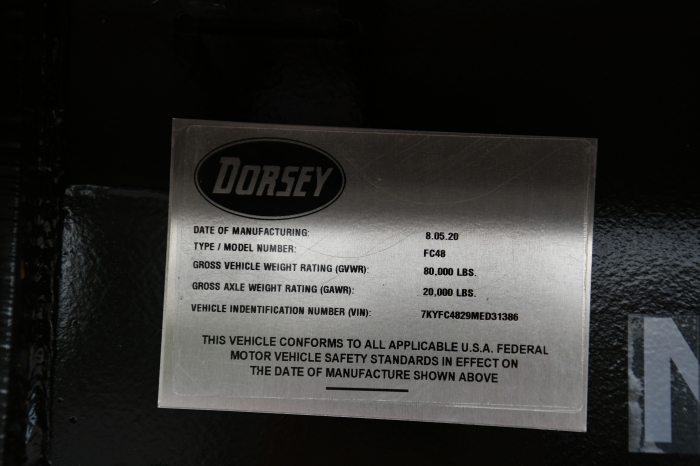 DORSEY
DATE OF MANUFACTURING: 8.05.20
TYPE / MODEL NUMBER: FC48
GROSS VEHICLE WEIGHT RATING (GVWR): 80,000 LBS.
GROSS AXLE WEIGHT RATING (GAWR): 20,000 LBS.
VEHICLE INDENTIFICATION NUMBER (VIN): 7KYFC4829MED31386
THIS VEHICLE CONFORMS TO ALL APPLICABLE U.S.A. FEDERAL
MOTOR VEHICLE SAFETY STANDARDS IN EFFECT ON
THE DATE OF MANUFACTURE SHOWN ABOVE
N